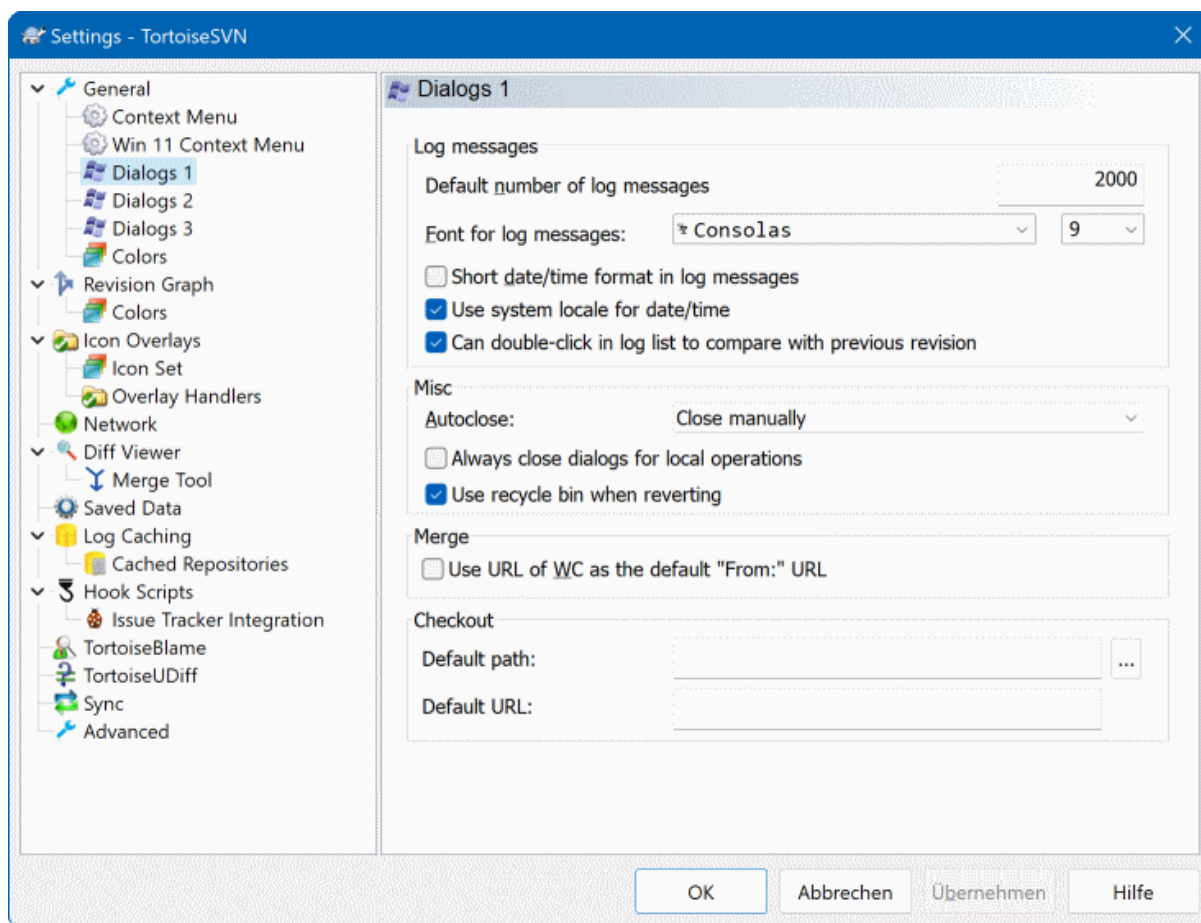 Settings - TortoiseSVN
General
Context Menu
Win 11 Context Menu
Dialogs 1
Dialogs 2
Dialogs 3
Colors
Revision Graph
Colors
Icon Overlays
Icon Set
Overlay Handlers
Network
Diff Viewer
Merge Tool
Saved Data
Log Caching
Cached Repositories
Hook Scripts
Issue Tracker Integration
TortoiseBlame
TortoiseUDiff
Sync
Advanced
Dialogs 1
Log messages
Default number of log messages 2000
Font for log messages: Consolas 9
Short date/time format in log messages
Use system locale for date/time
Can double-click in log list to compare with previous revision
Misc
Autoclose: Close manually
Always close dialogs for local operations
Use recycle bin when reverting
Merge
Use URL of WC as the default "From:" URL
Checkout
Default path: ...
Default URL:
OK Abbrechen Übernehmen Hilfe